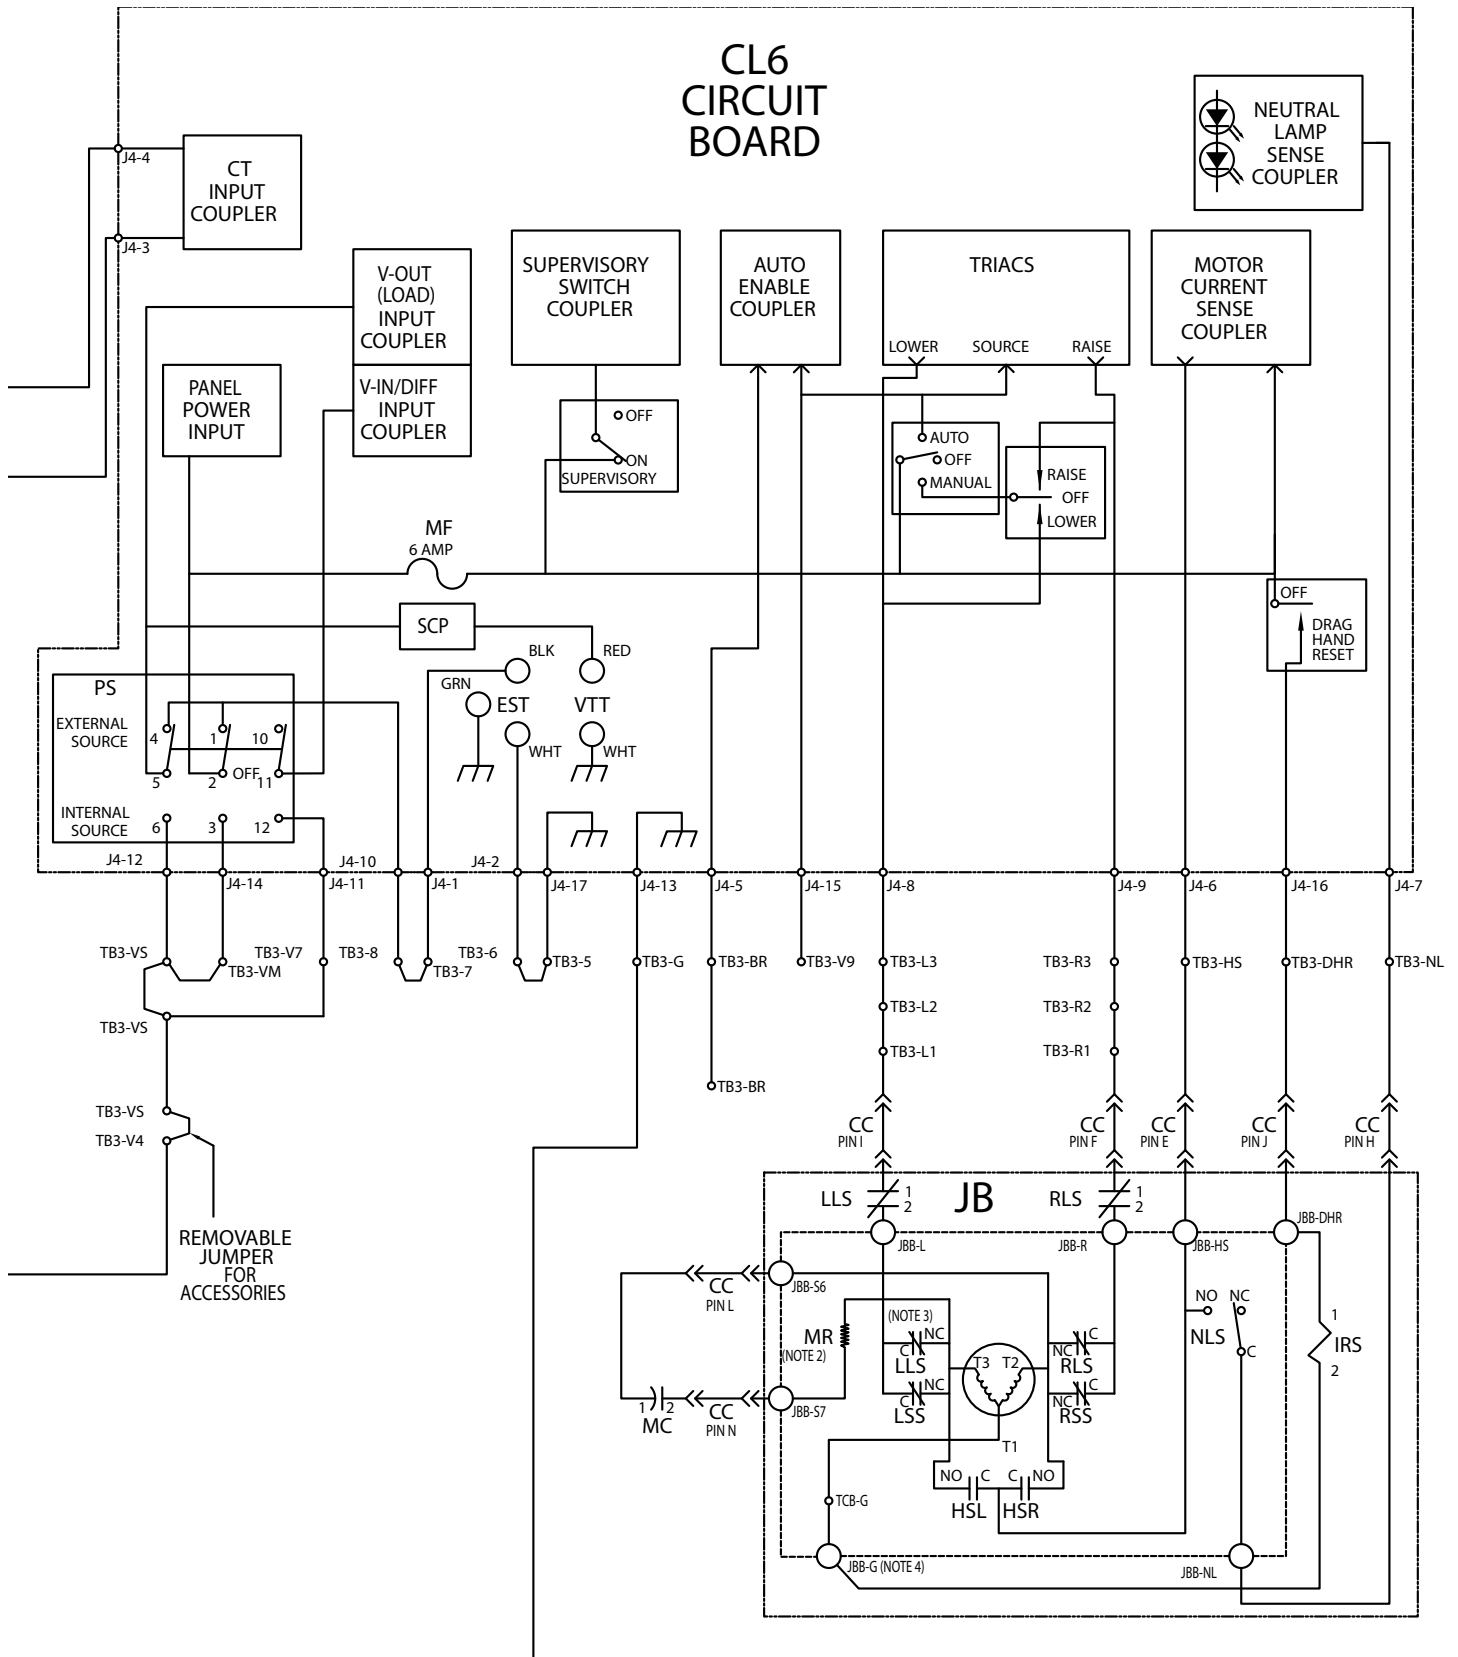 CL6
CIRCUIT
BOARD
NEUTRAL
LAMP
SENSE
COUPLER
J4-4
CT
INPUT
COUPLER
J4-3
V-OUT
(LOAD)
INPUT
COUPLER
SUPERVISORY
SWITCH
COUPLER
AUTO
ENABLE
COUPLER
TRIACS
LOWER
SOURCE
RAISE
MOTOR
CURRENT
SENSE
COUPLER
PANEL
POWER
INPUT
V-IN/DIFF
INPUT
COUPLER
OFF
ON
SUPERVISORY
AUTO
OFF
MANUAL
RAISE
OFF
LOWER
MF
6 AMP
OFF
DRAG
HAND
RESET
SCP
BLK
RED
GRN
EST
VTT
WHT
WHT
PS
EXTERNAL
SOURCE
4
1
10
5
2
OFF
11
INTERNAL
SOURCE
6
3
12
J4-12
J4-14
J4-11
J4-10
J4-1
J4-2
J4-17
J4-13
J4-5
J4-15
J4-8
J4-9
J4-6
J4-16
J4-7
TB3-VS
TB3-VM
TB3-V7
TB3-8
TB3-7
TB3-6
TB3-5
TB3-G
TB3-BR
TB3-V9
TB3-L3
TB3-R3
TB3-HS
TB3-DHR
TB3-NL
TB3-VS
TB3-L2
TB3-R2
TB3-L1
TB3-R1
TB3-BR
TB3-VS
TB3-V4
CC
PIN I
CC
PIN F
CC
PIN E
CC
PIN J
CC
PIN H
REMOVABLE
JUMPER
FOR
ACCESSORIES
JB
LLS
1
2
RLS
1
2
JBB-L
JBB-R
JBB-HS
JBB-DHR
JBB-S6
CC
PIN L
MR
(NOTE 2)
(NOTE 3)
NC
C
LLS
NC
C
LSS
T3
T2
T1
C
NC
RLS
C
NC
RSS
NO
NC
NLS
C
1
IRS
2
1
2
MC
CC
PIN N
JBB-S7
NO
C
C
NO
HSL
HSR
TCB-G
JBB-G (NOTE 4)
JBB-NL